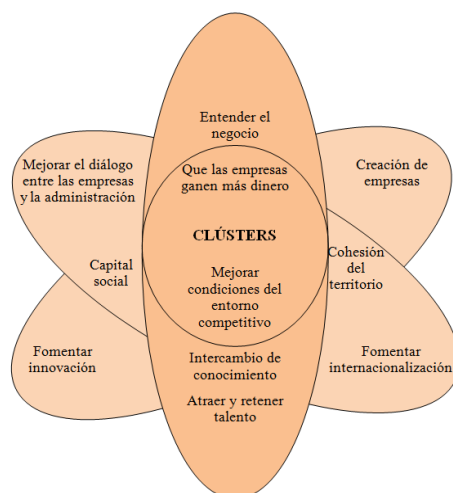 Entender el
negocio
Mejorar el diálogo
entre las empresas
y la administración
Que las empresas
ganen más dinero
Creación de
empresas
CLÚSTERS
Capital
social
Mejorar
condiciones del
entorno
competitivo
Cohesión
del
territorio
Fomentar
innovación
Intercambio de
conocimiento
Fomentar
internacionalización
Atraer y retener
talento